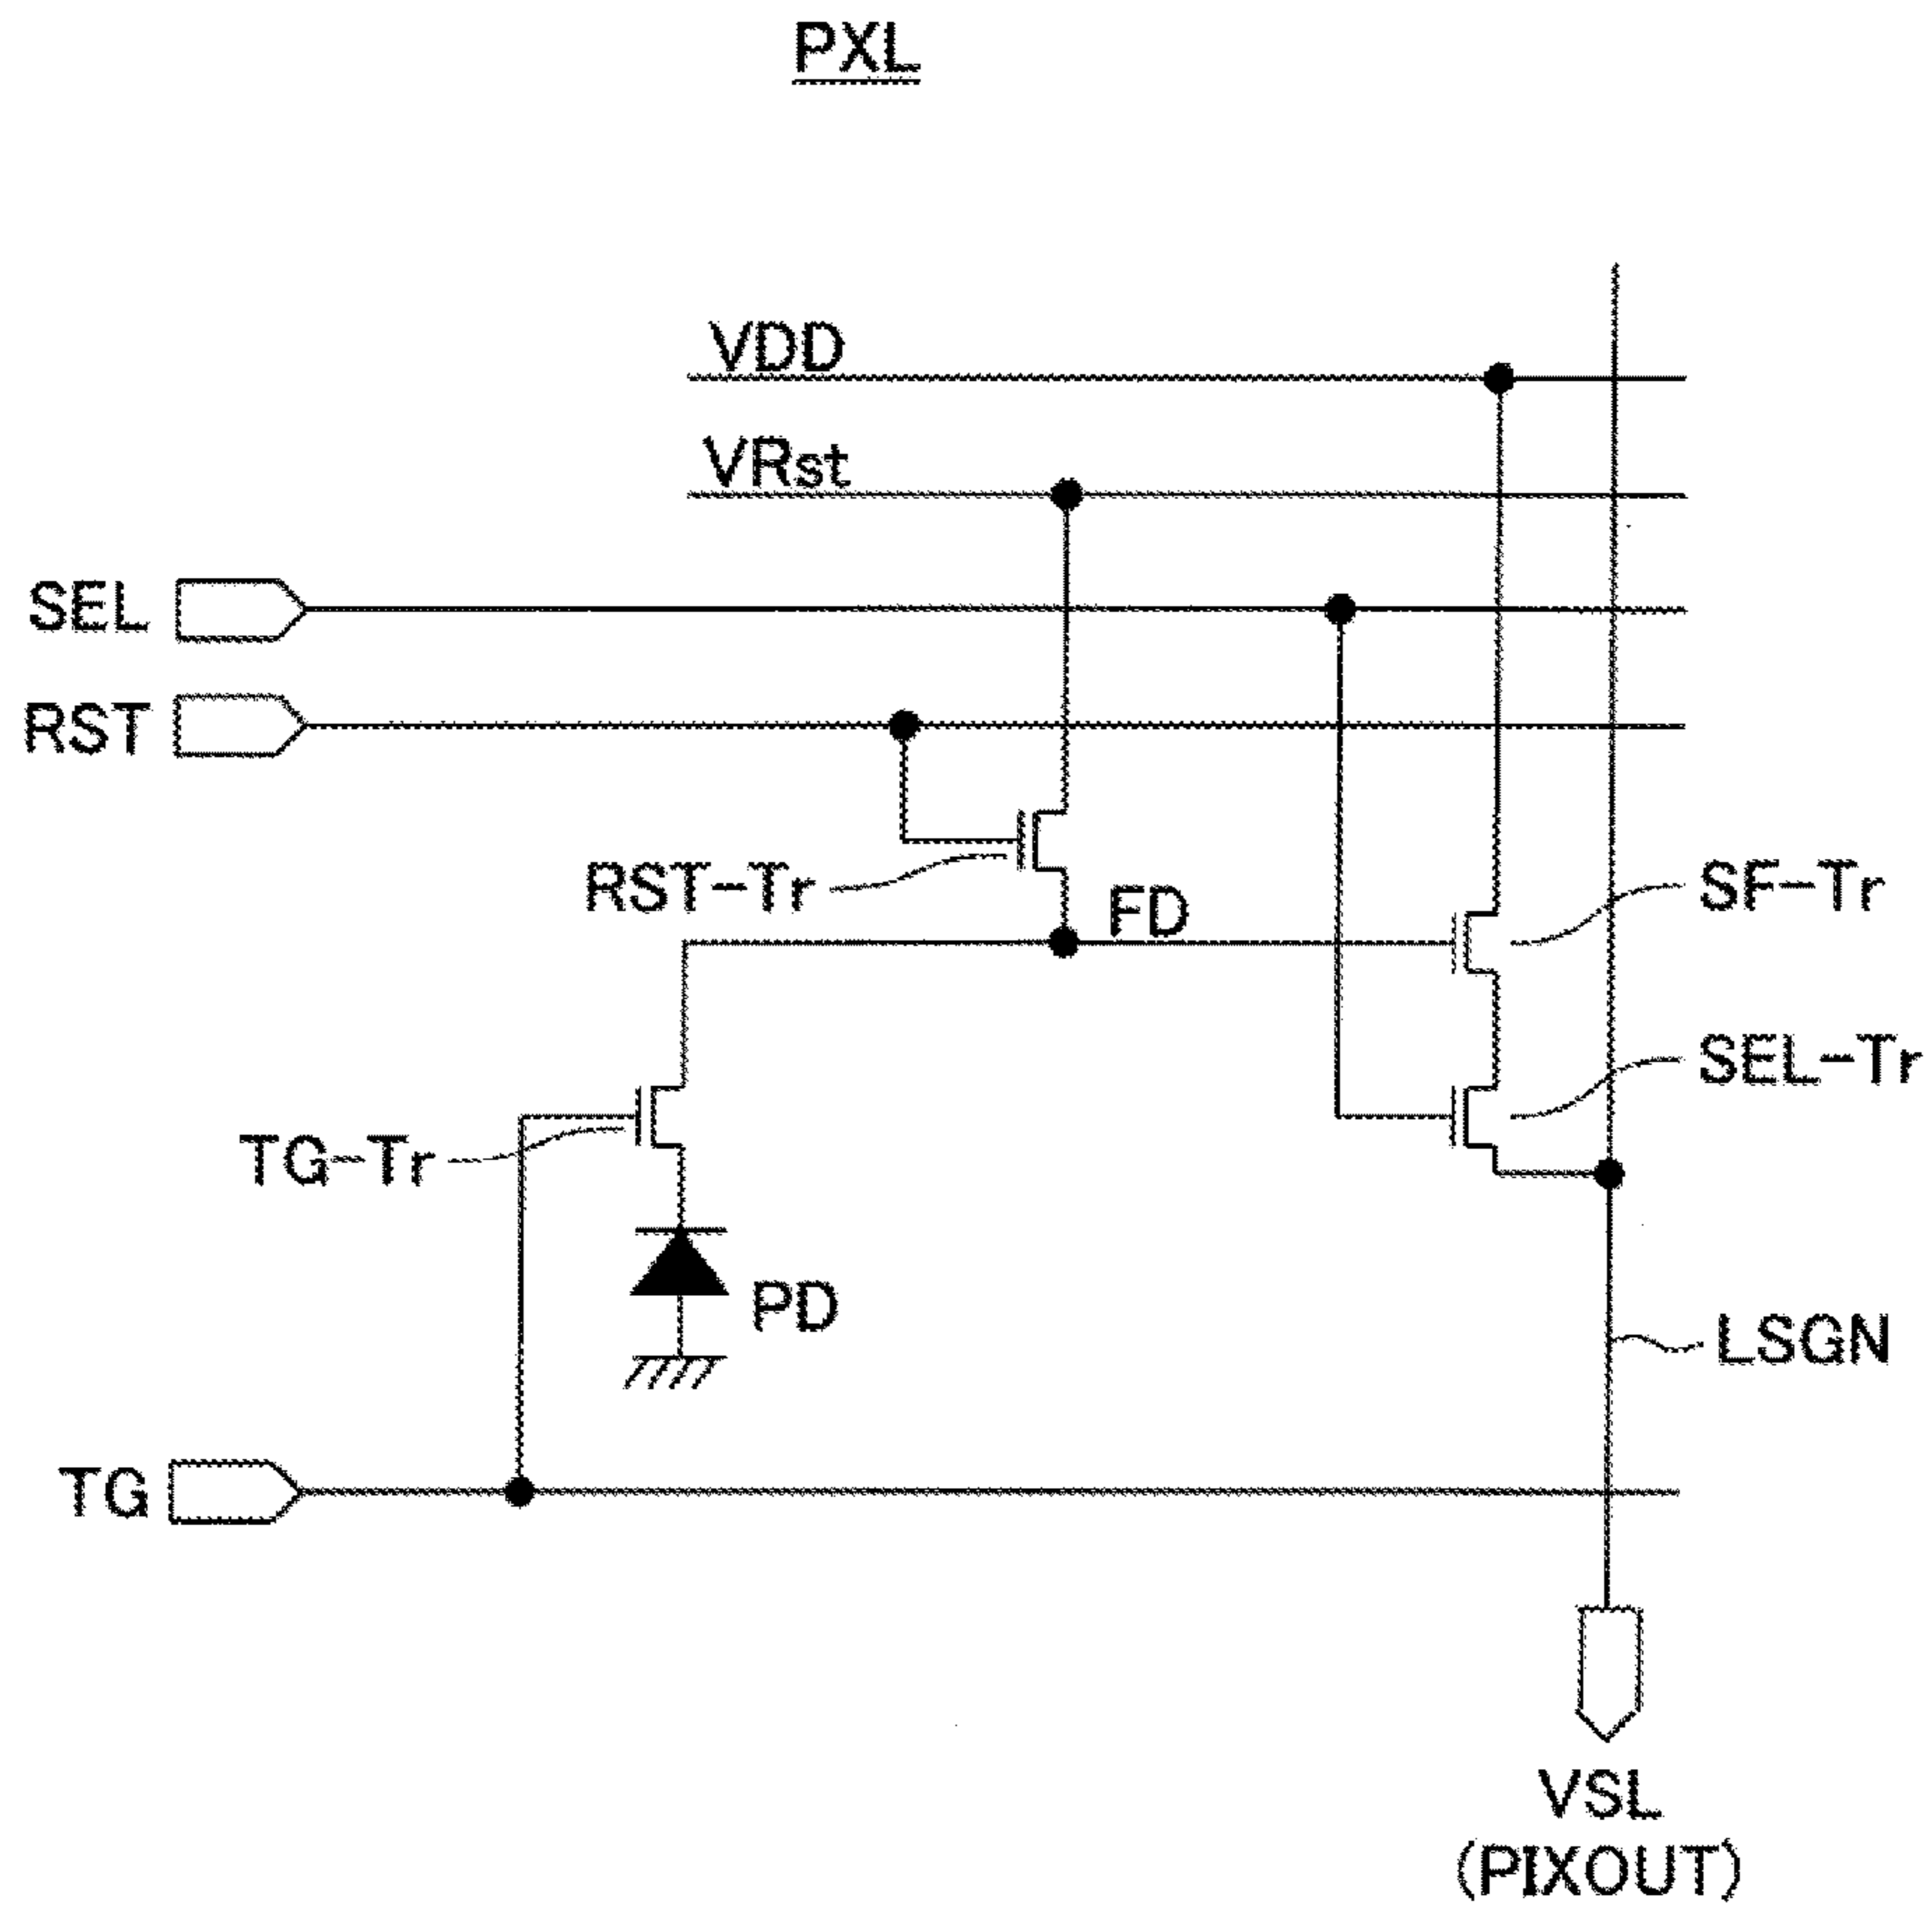 PXL
VDD
VRst
SEL
RST
RST-Tr
FD
SF-Tr
SEL-Tr
TG-Tr
PD
LSGN
TG
VSL
(PIXOUT)